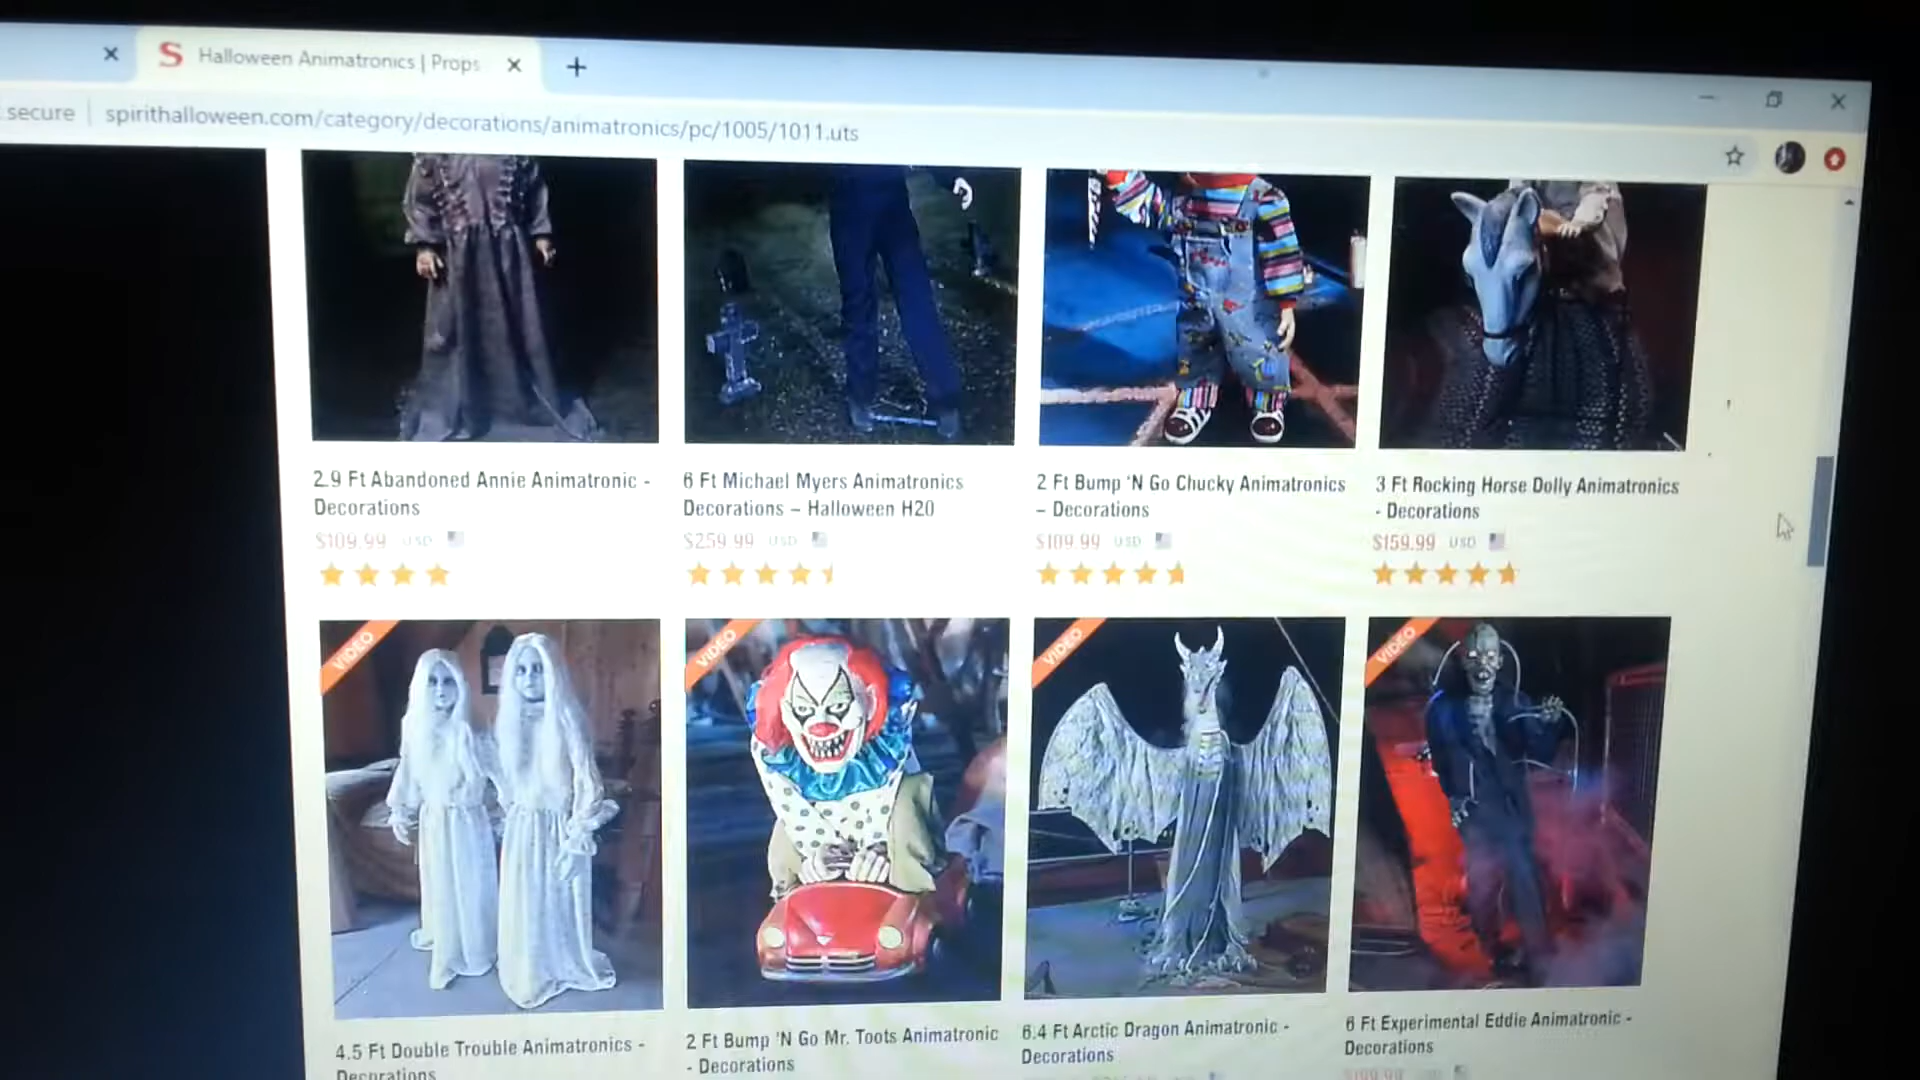 Halloween Animatronics | Props
secure | spirithalloween.com/category/decorations/animatronics/pc/1005/1011.uts
2.9 Ft Abandoned Annie Animatronic -
Decorations
$109.99 USD
6 Ft Michael Myers Animatronics
Decorations – Halloween H20
$259.99 USD
2 Ft Bump 'N Go Chucky Animatronics
– Decorations
$109.99 USD
3 Ft Rocking Horse Dolly Animatronics
- Decorations
$159.99 USD
VIDEO
VIDEO
VIDEO
VIDEO
4.5 Ft Double Trouble Animatronics -
Decorations
2 Ft Bump 'N Go Mr. Toots Animatronic
- Decorations
6.4 Ft Arctic Dragon Animatronic -
Decorations
6 Ft Experimental Eddie Animatronic -
Decorations